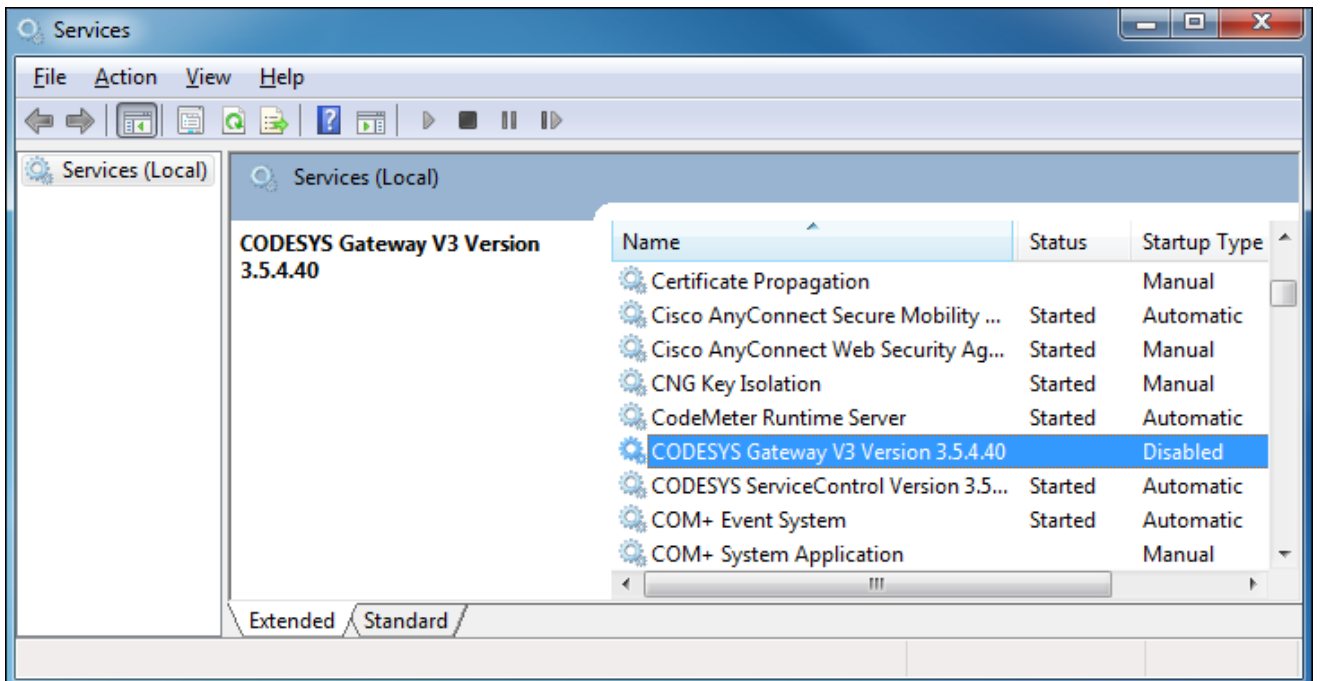 Services
File Action View Help
Services (Local)
Services (Local)
CODESYS Gateway V3 Version
3.5.4.40
Name Status Startup Type
Certificate Propagation Manual
Cisco AnyConnect Secure Mobility ... Started Automatic
Cisco AnyConnect Web Security Ag... Started Manual
CNG Key Isolation Started Manual
CodeMeter Runtime Server Started Automatic
CODESYS Gateway V3 Version 3.5.4.40 Disabled
CODESYS ServiceControl Version 3.5... Started Automatic
COM+ Event System Started Automatic
COM+ System Application Manual
Extended Standard